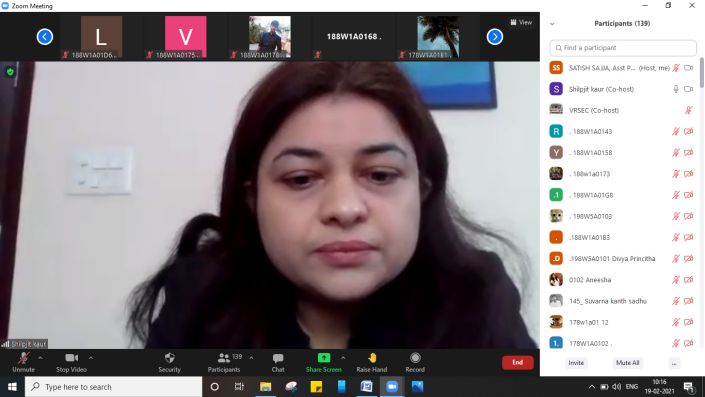 Zoom Meeting
View
L
V
188W1A0168 .
188W1A01D6...
188W1A0175...
188W1A0178
178W1A0181
Shilpjit kaur
Unmute
Stop Video
Security
Participants
139
Chat
Share Screen
Raise Hand
Record
End
Participants (139)
Find a participant
SS
SATISH SAJJA, Asst P... (Host, me)
S
Shilpjit kaur (Co-host)
VRSEC (Co-host)
R
. 188W1A0143
Y
. 188W1A0158
. 188w1a0173
.1
. 188W1A01G8
. 198W5A0103
.
.188W1A01B3
.D
.198W5A0101 Divya Princitha
0102 Aneesha
145_ Suvarna kanth sadhu
178w1a01 12
1.
178W1A0102 .
Invite
Mute All
...
Type here to search
ENG
10:16
19-02-2021